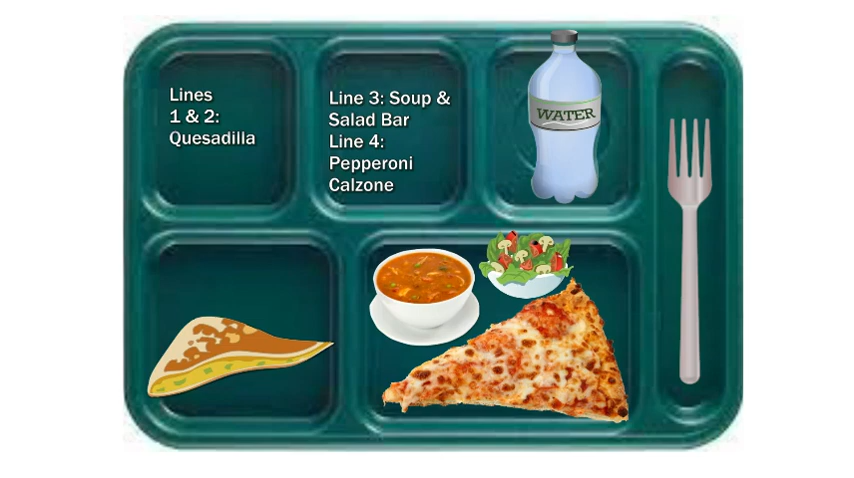 Lines
1 & 2:
Quesadilla
Line 3: Soup &
Salad Bar
Line 4:
Pepperoni
Calzone
WATER